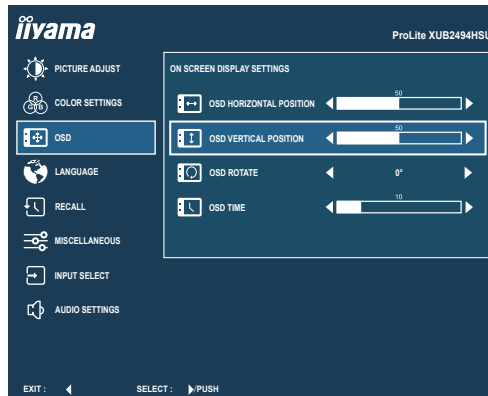 iiyama
ProLite XUB2494HSU
PICTURE ADJUST
COLOR SETTINGS
R
G B
OSD
LANGUAGE
RECALL
MISCELLANEOUS
INPUT SELECT
AUDIO SETTINGS
ON SCREEN DISPLAY SETTINGS
OSD HORIZONTAL POSITION 50
OSD VERTICAL POSITION 50
OSD ROTATE 0°
OSD TIME 10
EXIT : SELECT : /PUSH